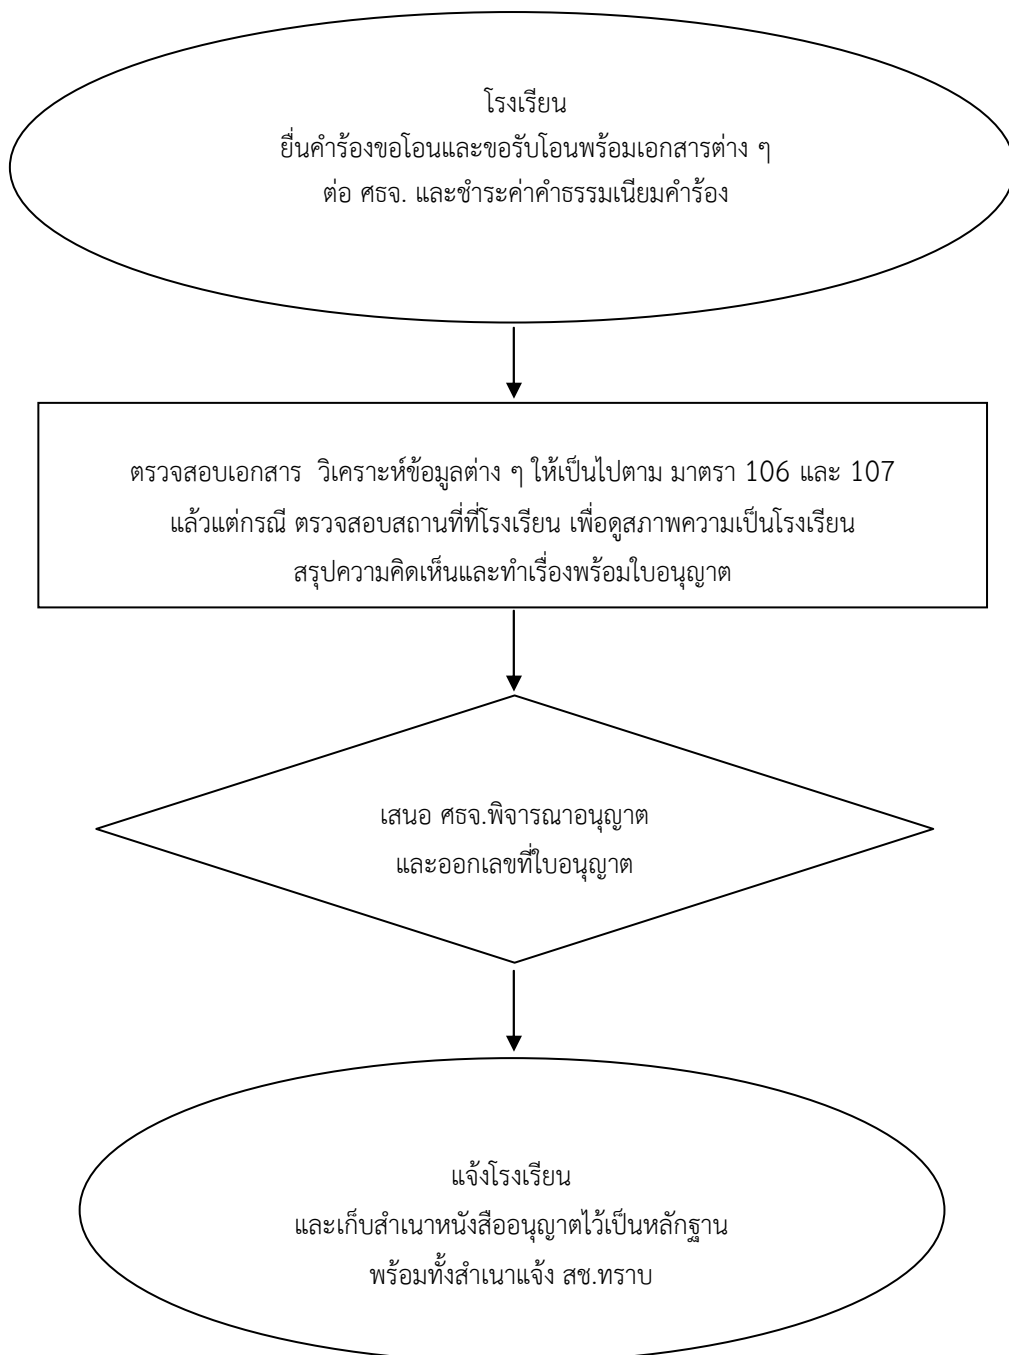 โรงเรียน
ยื่นคำร้องขอโอนและขอรับโอนพร้อมเอกสารต่าง ๆ
ต่อ ศธจ. และชำระค่าคำธรรมเนียมคำร้อง
ตรวจสอบเอกสาร วิเคราะห์ข้อมูลต่าง ๆ ให้เป็นไปตาม มาตรา 106 และ 107
แล้วแต่กรณี ตรวจสอบสถานที่ที่โรงเรียน เพื่อดูสภาพความเป็นโรงเรียน
สรุปความคิดเห็นและทำเรื่องพร้อมใบอนุญาต
เสนอ ศธจ.พิจารณาอนุญาต
และออกเลขที่ใบอนุญาต
แจ้งโรงเรียน
และเก็บสำเนาหนังสืออนุญาตไว้เป็นหลักฐาน
พร้อมทั้งสำเนาแจ้ง สช.ทราบ